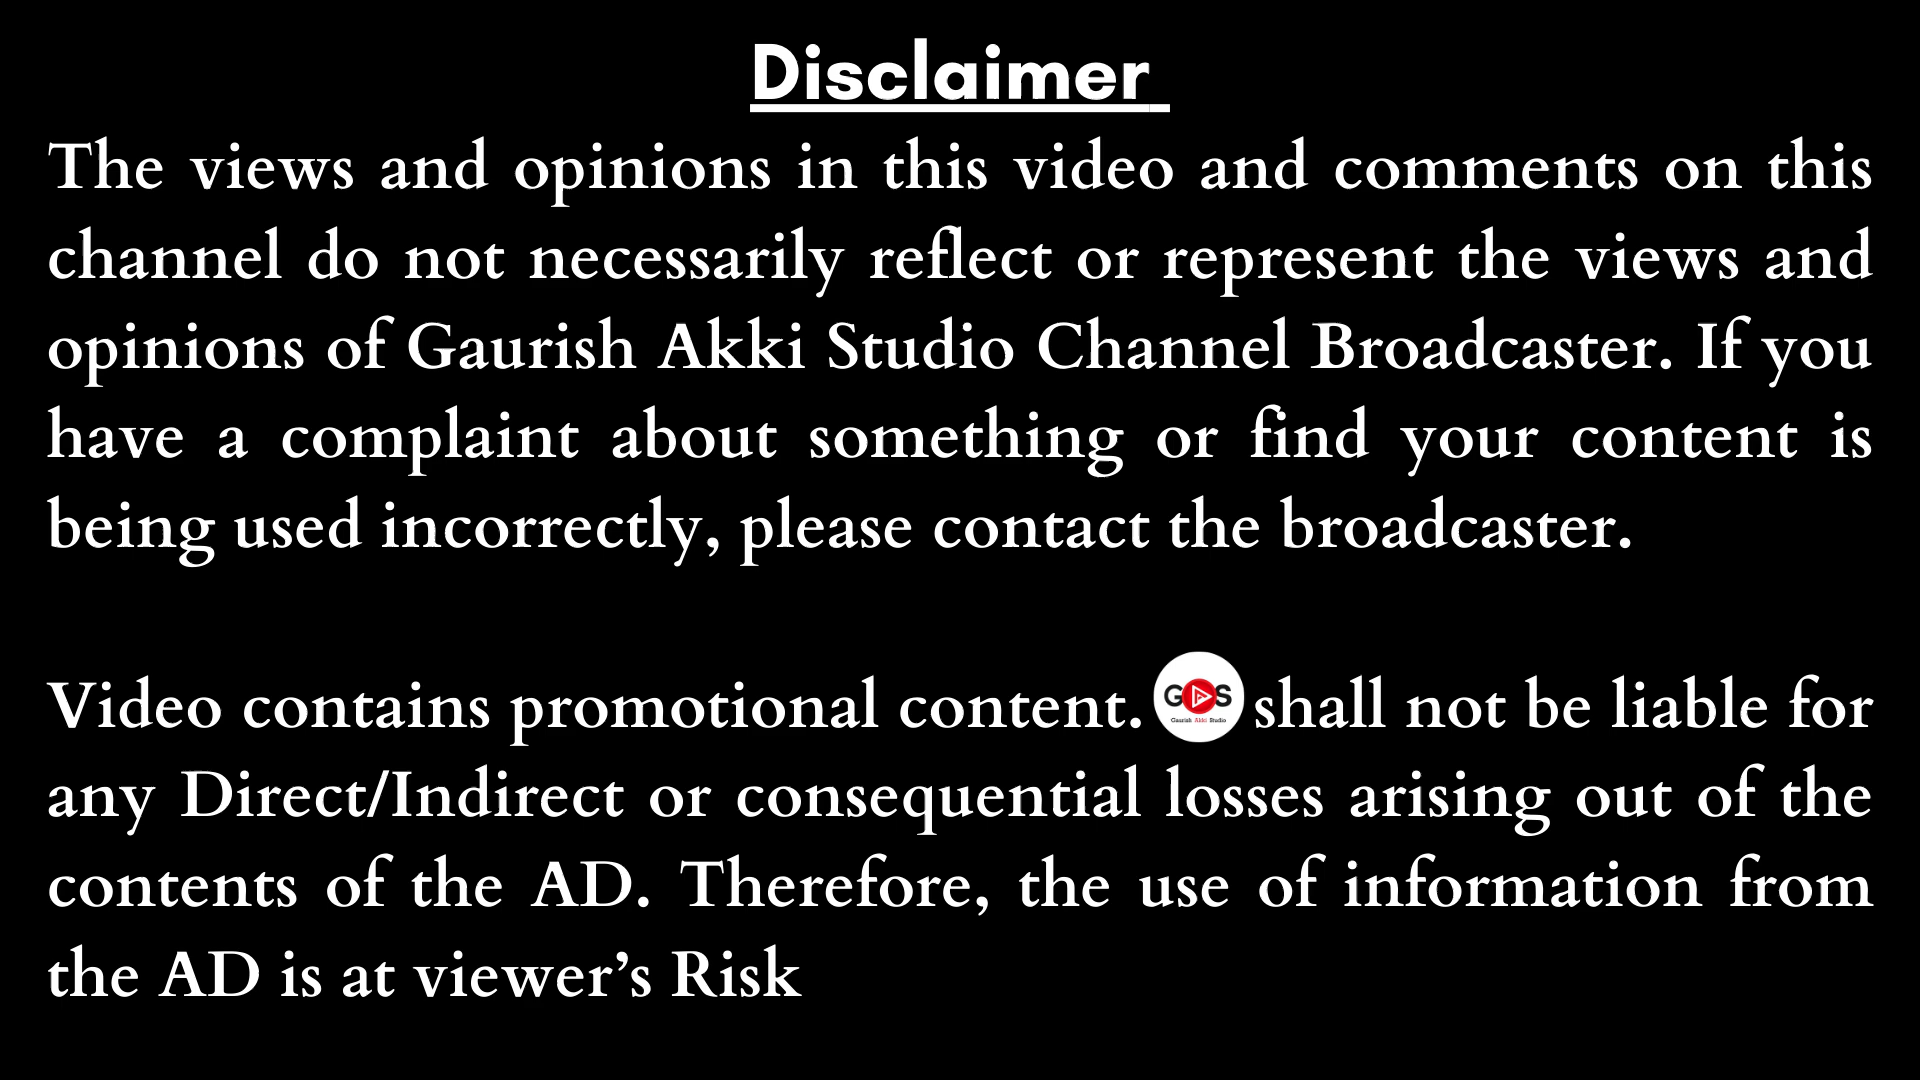 Disclaimer
The views and opinions in this video and comments on this
channel do not necessarily reflect or represent the views and
opinions of Gaurish Akki Studio Channel Broadcaster. If you
have a complaint about something or find your content is
being used incorrectly, please contact the broadcaster.
Video contains promotional content. GAS Gaurish Akki Studio shall not be liable for
any Direct/Indirect or consequential losses arising out of the
contents of the AD. Therefore, the use of information from
the AD is at viewer’s Risk